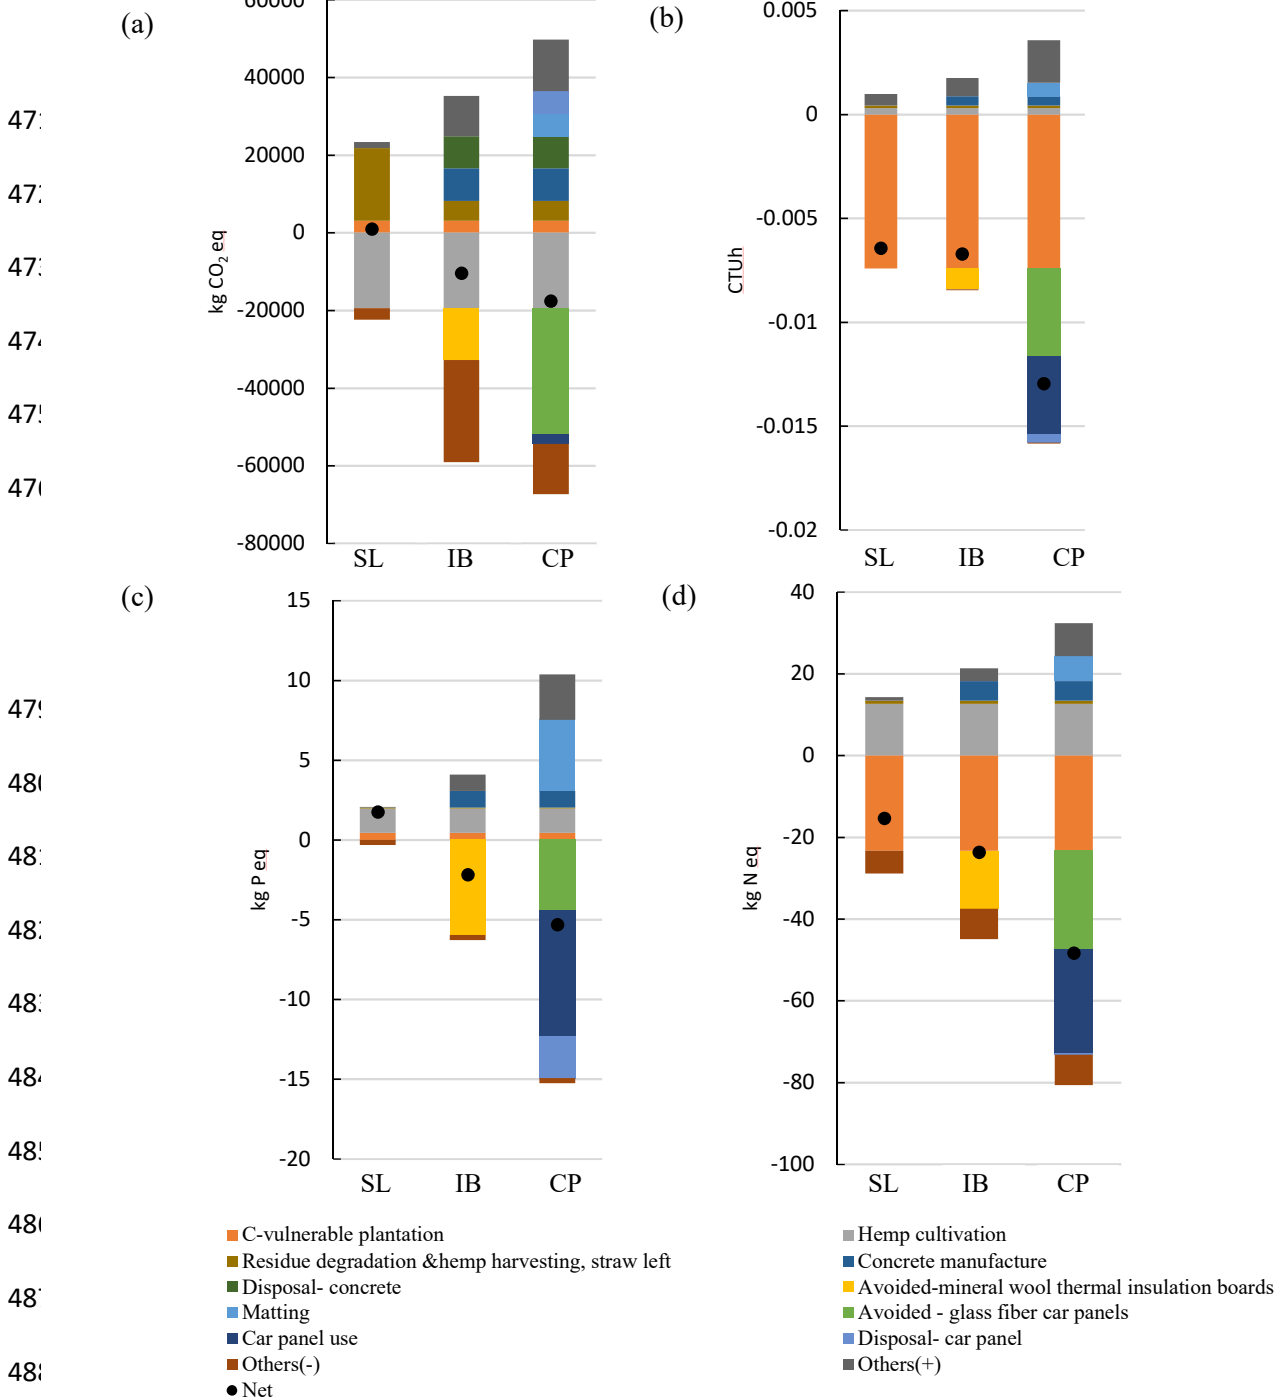 (a)
60000
40000
20000
0
-20000
-40000
-60000
-80000
kg CO2 eq
SL IB CP
(b)
0.005
0
-0.005
-0.01
-0.015
-0.02
CTUh
SL IB CP
(c)
15
10
5
0
-5
-10
-15
-20
kg P eq
SL IB CP
(d)
40
20
0
-20
-40
-60
-80
-100
kg N eq
SL IB CP
C-vulnerable plantation
Residue degradation &hemp harvesting, straw left
Disposal- concrete
Matting
Car panel use
Others(-)
Net
Hemp cultivation
Concrete manufacture
Avoided-mineral wool thermal insulation boards
Avoided - glass fiber car panels
Disposal- car panel
Others(+)